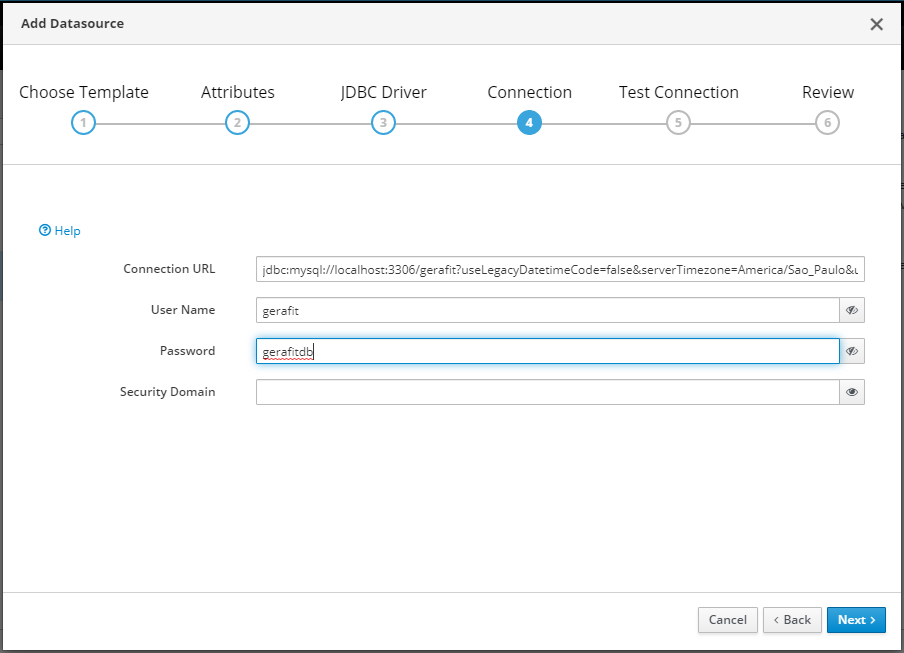 Add Datasource
Choose Template Attributes JDBC Driver Connection Test Connection Review
1 2 3 4 5 6
Help
Connection URL jdbc:mysql://localhost:3306/gerafit?useLegacyDatetimeCode=false&serverTimezone=America/Sao_Paulo&
User Name gerafit
Password gerafitdb
Security Domain
Cancel Back Next